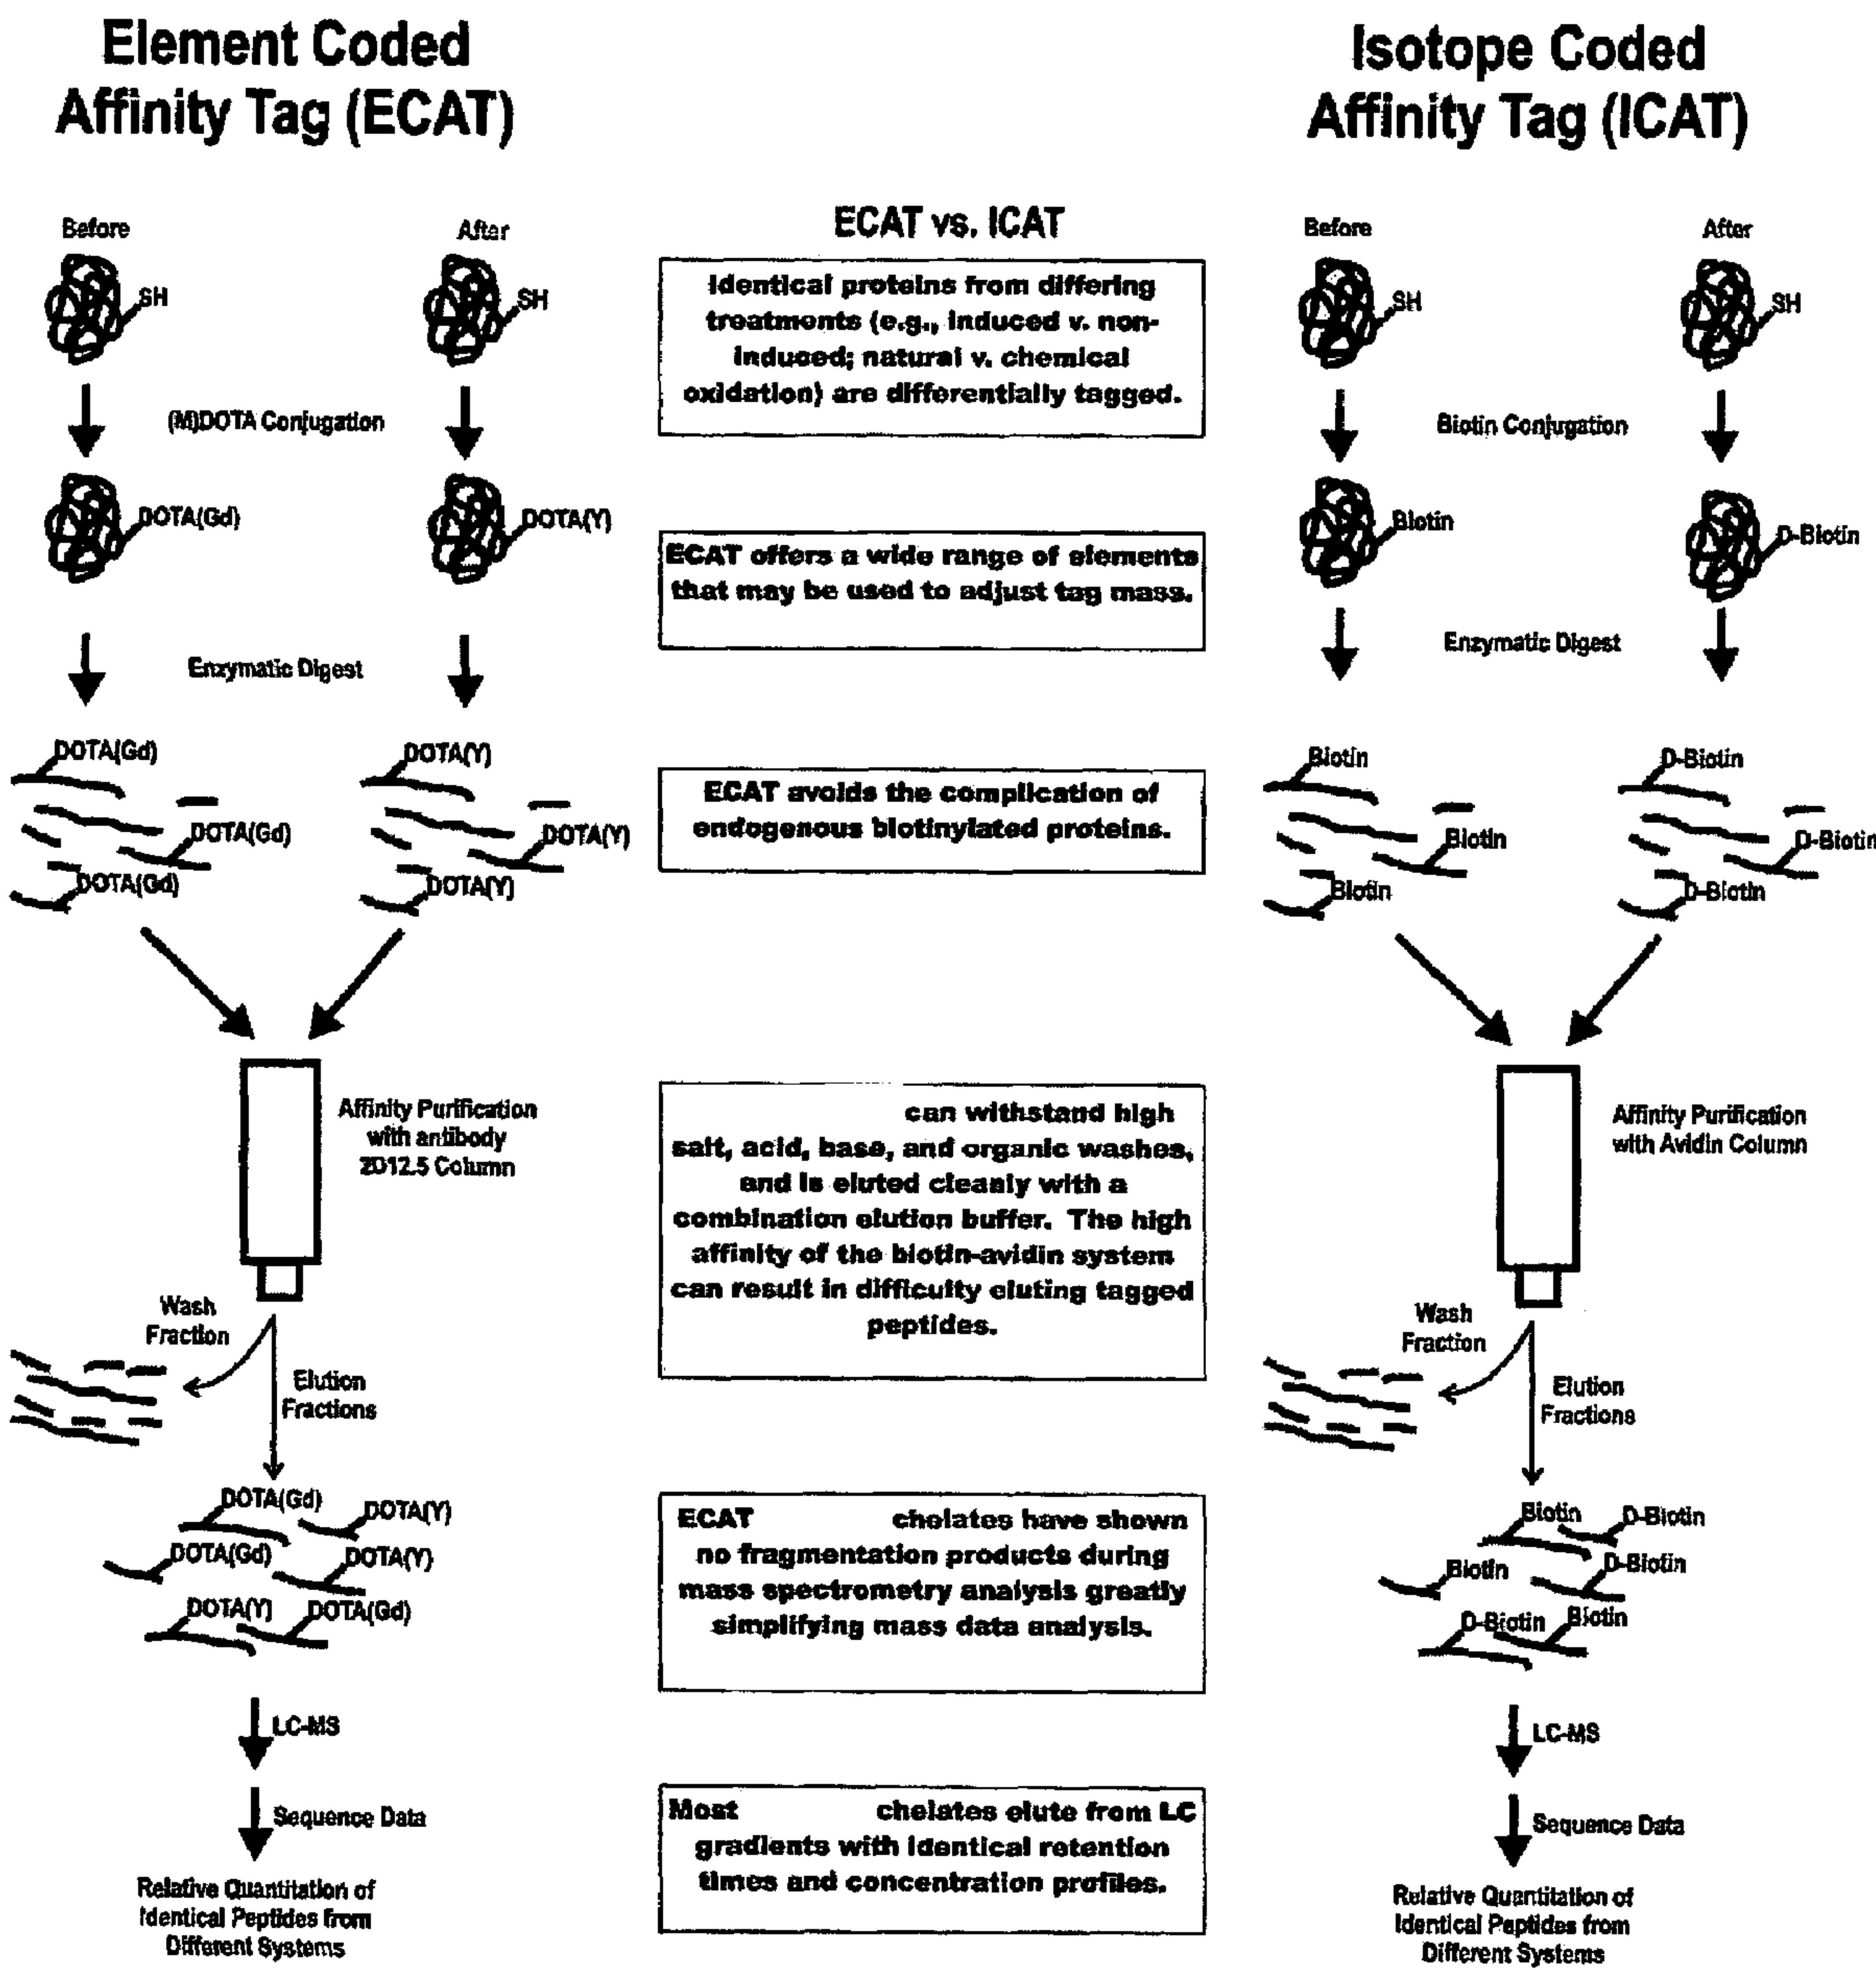 Element Coded
Affinity Tag (ECAT)
Before
After
SH
SH
(M)DOTA Conjugation
DOTA(Gd)
DOTA(Y)
Enzymatic Digest
DOTA(Gd)
DOTA(Y)
DOTA(Gd)
DOTA(Y)
DOTA(Gd)
DOTA(Y)
Affinity Purification
with antibody
2D12.5 Column
Wash
Fraction
Elution
Fractions
DOTA(Gd)
DOTA(Y)
DOTA(Gd)
DOTA(Y)
DOTA(Y)
DOTA(Gd)
LC-MS
Sequence Data
Relative Quantitation of
Identical Peptides from
Different Systems
ECAT vs. ICAT
Identical proteins from differing
treatments (e.g., induced v. non-
induced; natural v. chemical
oxidation) are differentially tagged.
ECAT offers a wide range of elements
that may be used to adjust tag mass.
ECAT avoids the complication of
endogenous biotinylated proteins.
can withstand high
salt, acid, base, and organic washes,
and is eluted cleanly with a
combination elution buffer. The high
affinity of the biotin-avidin system
can result in difficulty eluting tagged
peptides.
ECAT chelates have shown
no fragmentation products during
mass spectrometry analysis greatly
simplifying mass data analysis.
Most chelates elute from LC
gradients with identical retention
times and concentration profiles.
Isotope Coded
Affinity Tag (ICAT)
Before
After
SH
SH
Biotin Conjugation
Biotin
D-Biotin
Enzymatic Digest
Biotin
D-Biotin
Biotin
D-Biotin
Biotin
D-Biotin
Affinity Purification
with Avidin Column
Wash
Fraction
Elution
Fractions
Biotin
D-Biotin
Biotin
D-Biotin
D-Biotin
Biotin
LC-MS
Sequence Data
Relative Quantitation of
Identical Peptides from
Different Systems